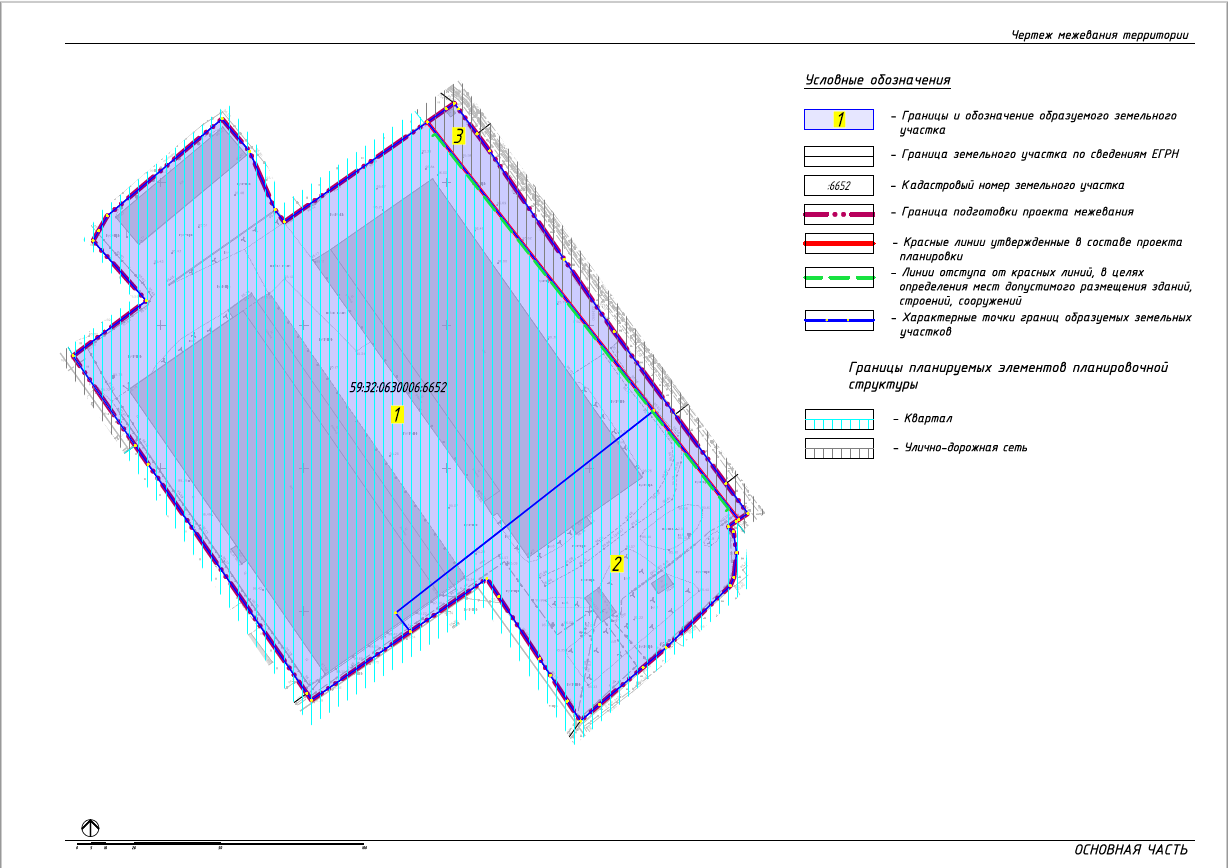 Чертеж межевания территории
Условные обозначения
1 – Границы и обозначение образуемого земельного
участка
– Граница земельного участка по сведениям ЕГРН
:6652 – Кадастровый номер земельного участка
– Граница подготовки проекта межевания
– Красные линии утвержденные в составе проекта
планировки
– Линии отступа от красных линий, в целях
определения мест допустимого размещения зданий,
строений, сооружений
– Характерные точки границ образуемых земельных
участков
Границы планируемых элементов планировочной
структуры
– Квартал
– Улично-дорожная сеть
3
59:32:0630006:6652
1
2
ОСНОВНАЯ ЧАСТЬ